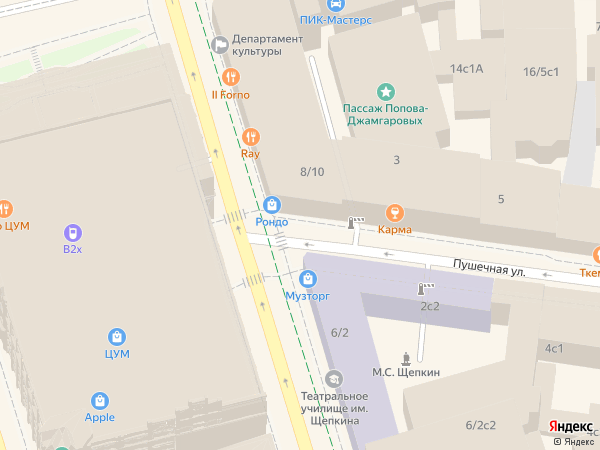 ПИК-Мастерс
Департамент
культуры
Il Forno
14с1А
16/5с1
Пассаж Попова-
Джамгаровых
Ray
8/10
3
5
ЦУМ
Рондо
Карма
B2x
Пушечная ул.
Музторг
2с2
6/2
ЦУМ
4с1
М.С. Щепкин
Театральное
училище им.
Щепкина
Apple
6/2с2
Яндекс
© Яндекс